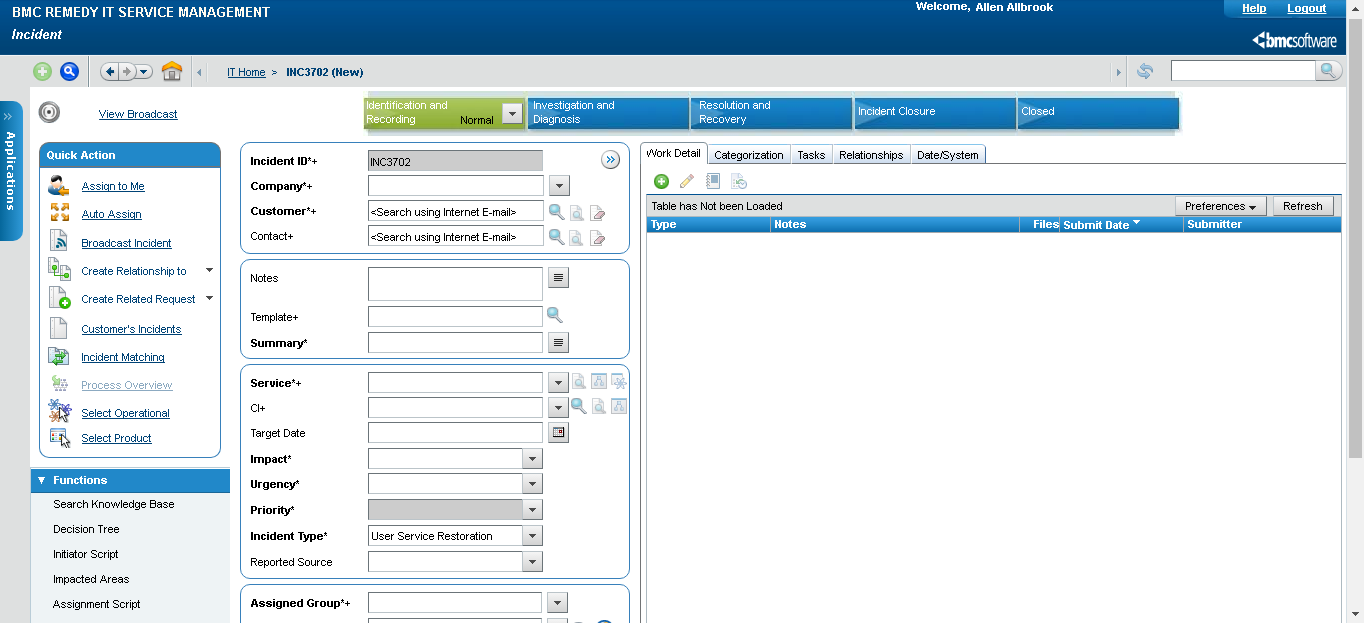 BMC REMEDY IT SERVICE MANAGEMENT
Welcome, Allen Allbrook
Help
Logout
Incident
bmcsoftware
IT Home > INC3702 (New)
Applications
View Broadcast
Identification and Recording
Normal
Investigation and Diagnosis
Resolution and Recovery
Incident Closure
Closed
Quick Action
Assign to Me
Auto Assign
Broadcast Incident
Create Relationship to
Create Related Request
Customer's Incidents
Incident Matching
Process Overview
Select Operational
Select Product
Functions
Search Knowledge Base
Decision Tree
Initiator Script
Impacted Areas
Assignment Script
Incident ID*+ INC3702
Company*+
Customer*+ <Search using Internet E-mail>
Contact+ <Search using Internet E-mail>
Notes
Template+
Summary*
Service*+
CI+
Target Date
Impact*
Urgency*
Priority*
Incident Type* User Service Restoration
Reported Source
Assigned Group*+
Work Detail Categorization Tasks Relationships Date/System
Table has Not been Loaded
Preferences
Refresh
Type Notes Files Submit Date Submitter